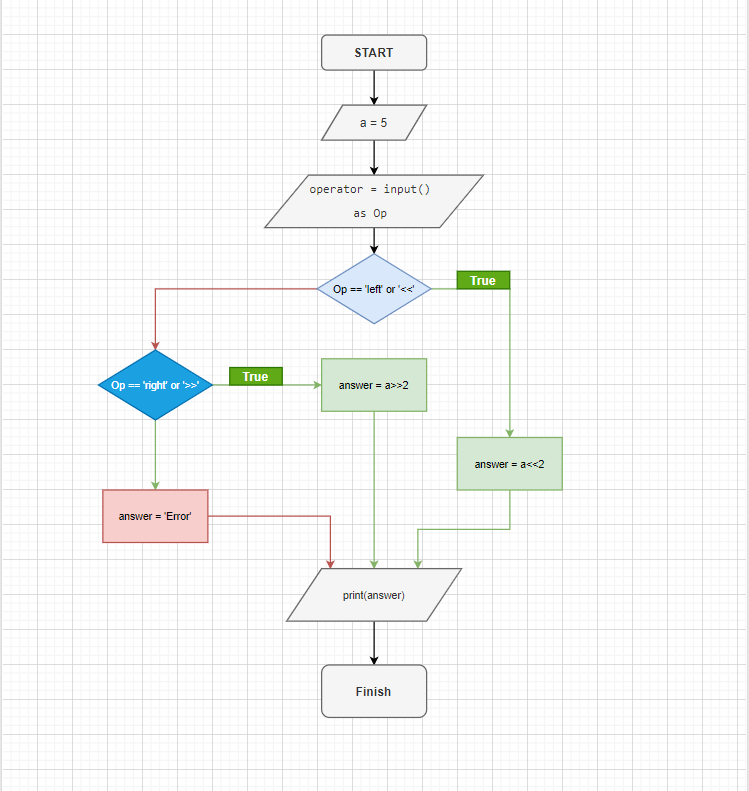 START
a = 5
operator = input()
as Op
Op == 'left' or '<<'
True
Op == 'right' or '>>'
True
answer = a>>2
answer = a<<2
answer = 'Error'
print(answer)
Finish